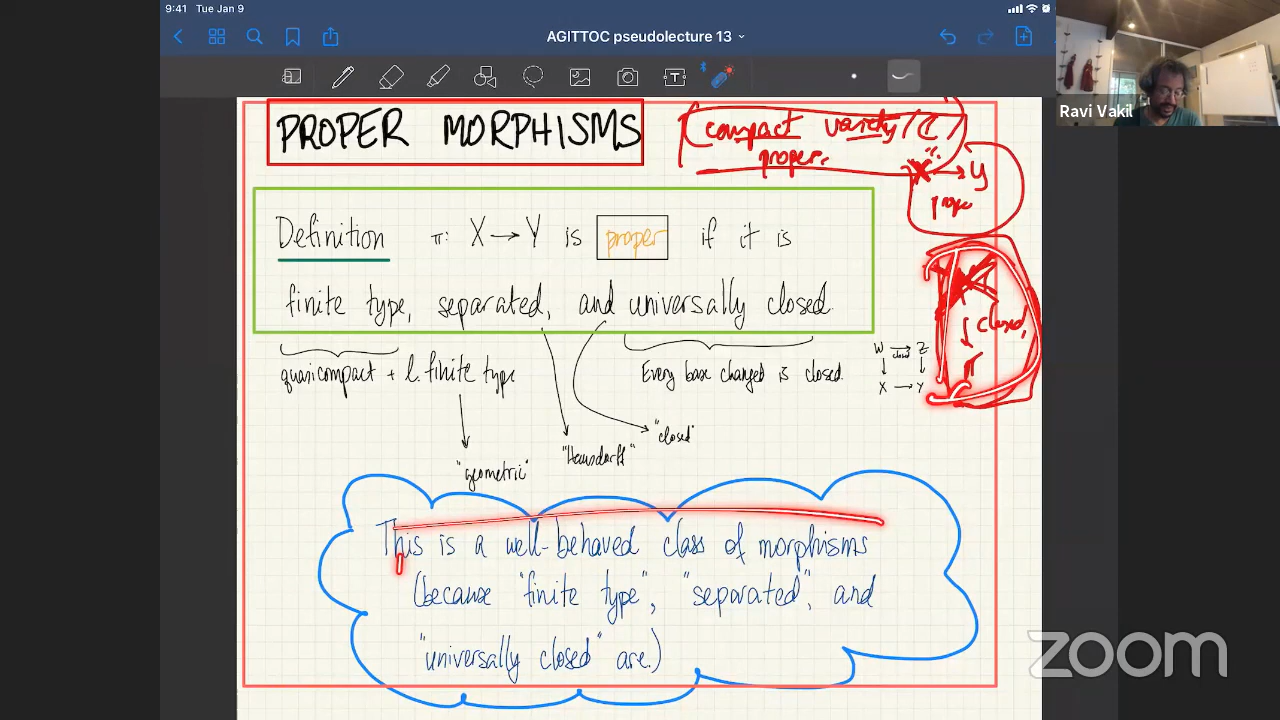 9:41 Tue Jan 9
AGITTOC pseudolecture 13
Ravi Vakil
PROPER MORPHISMS
(compact variety/ℂ)
proper.
X → Y
prope
Definition π: X → Y is proper if it is
finite type, separated, and universally closed.
closed,
quasicompact + l. finite type
Every base changed is closed.
W closed Z
X → Y
"geometric"
"Hausdorff"
"closed"
This is a well-behaved class of morphisms
(because "finite type", "separated", and
"universally closed" are.)
zoom